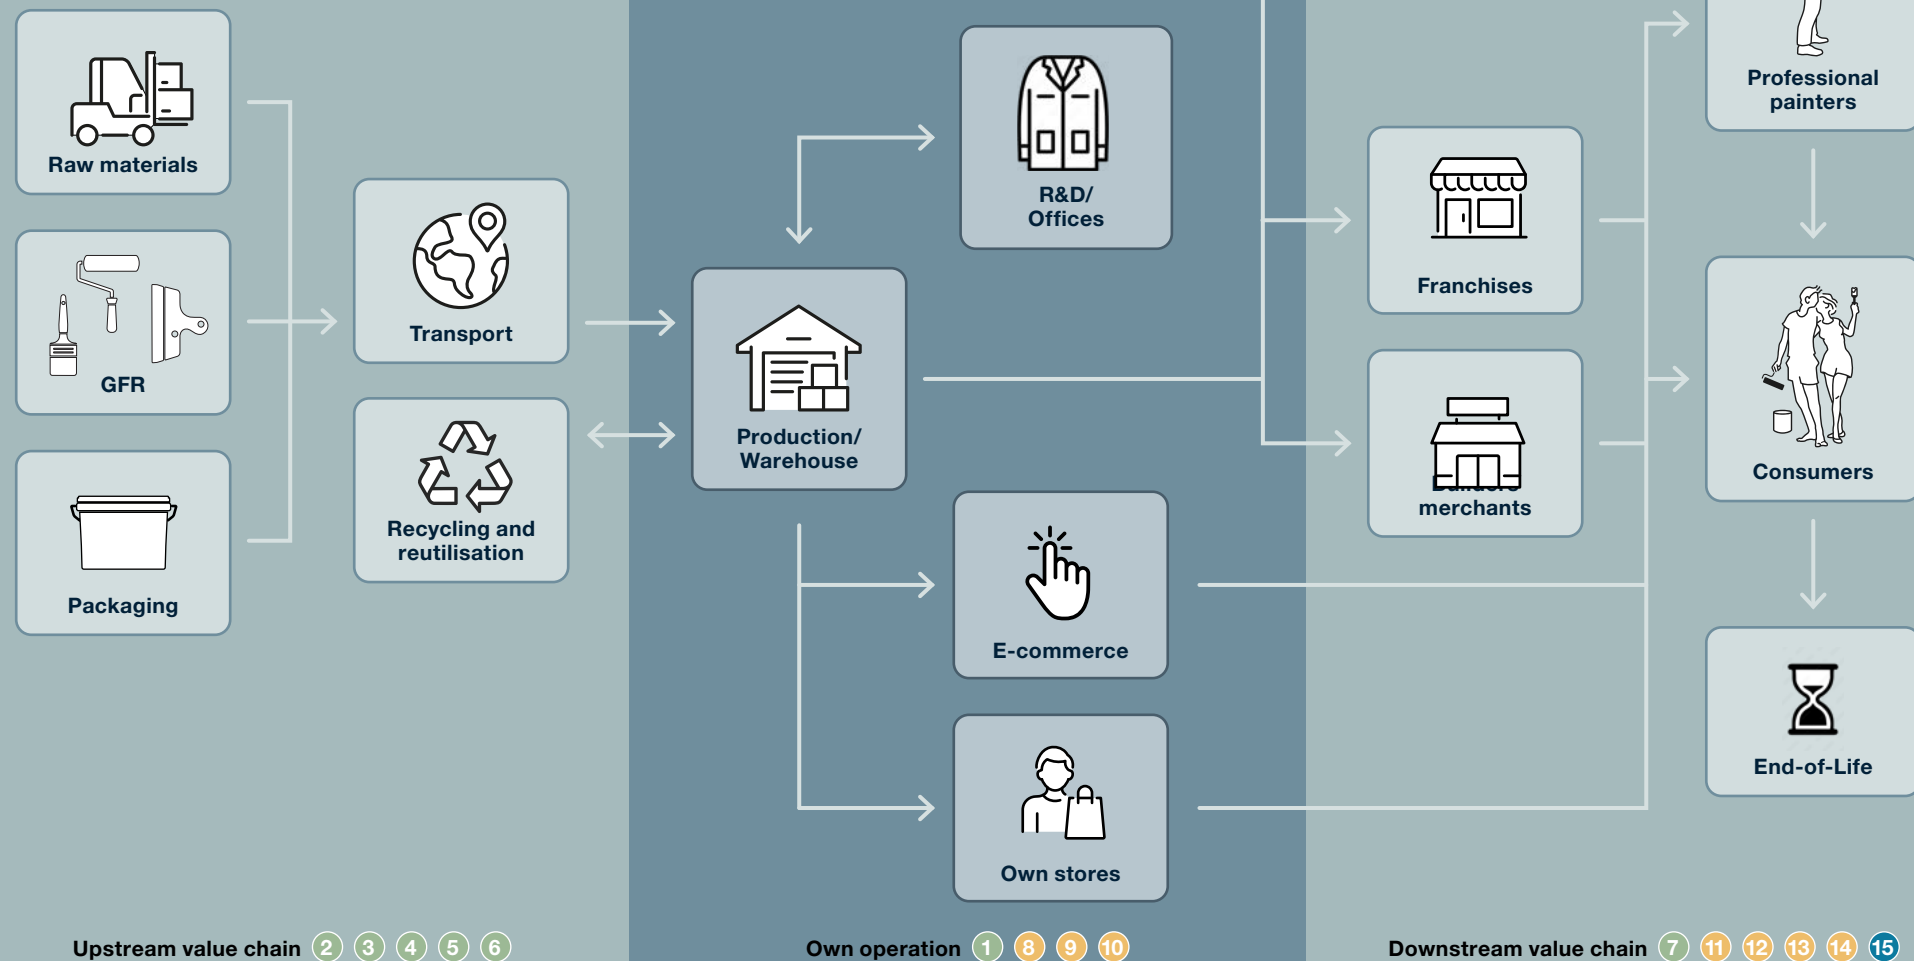 Raw materials
GFR
Packaging
Transport
Recycling and
reutilisation
R&D/
Offices
Production/
Warehouse
E-commerce
Own stores
Franchises
merchants
Professional
painters
Consumers
End-of-Life
Upstream value chain 2 3 4 5 6
Own operation 1 8 9 10
Downstream value chain 7 11 12 13 14 15